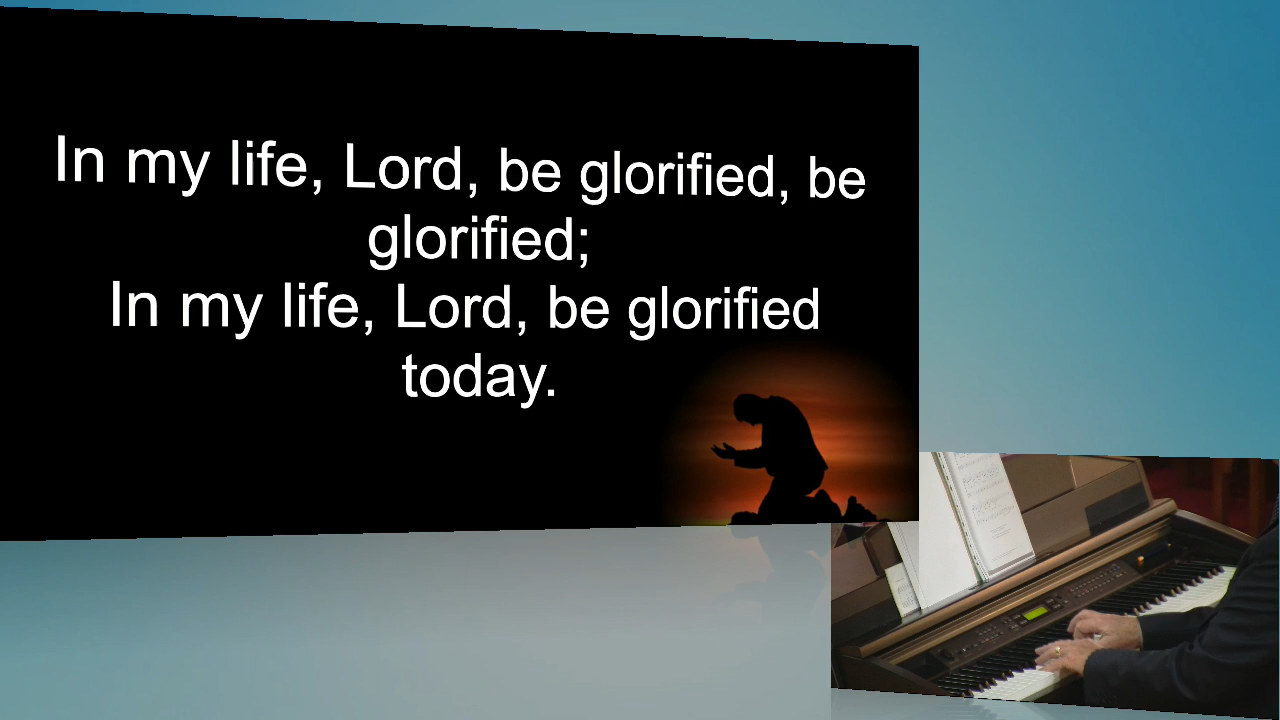 In my life, Lord, be glorified, be
glorified;
In my life, Lord, be glorified
today.